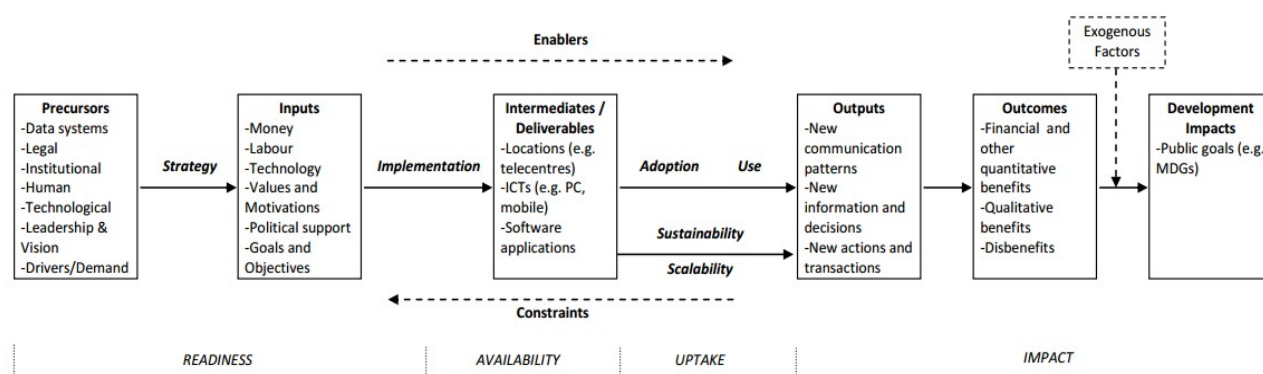 Enablers
Exogenous
Factors
Precursors
-Data systems
-Legal
-Institutional
-Human
-Technological
-Leadership &
Vision
-Drivers/Demand
Strategy
Inputs
-Money
-Labour
-Technology
-Values and
Motivations
-Political support
-Goals and
Objectives
Implementation
Intermediates /
Deliverables
-Locations (e.g.
telecentres)
-ICTs (e.g. PC,
mobile)
-Software
applications
Adoption Use
Sustainability
Scalability
Outputs
-New
communication
patterns
-New
information and
decisions
-New actions and
transactions
Outcomes
-Financial and
other
quantitative
benefits
-Qualitative
benefits
-Disbenefits
Development
Impacts
-Public goals (e.g.
MDGs)
Constraints
READINESS
AVAILABILITY
UPTAKE
IMPACT